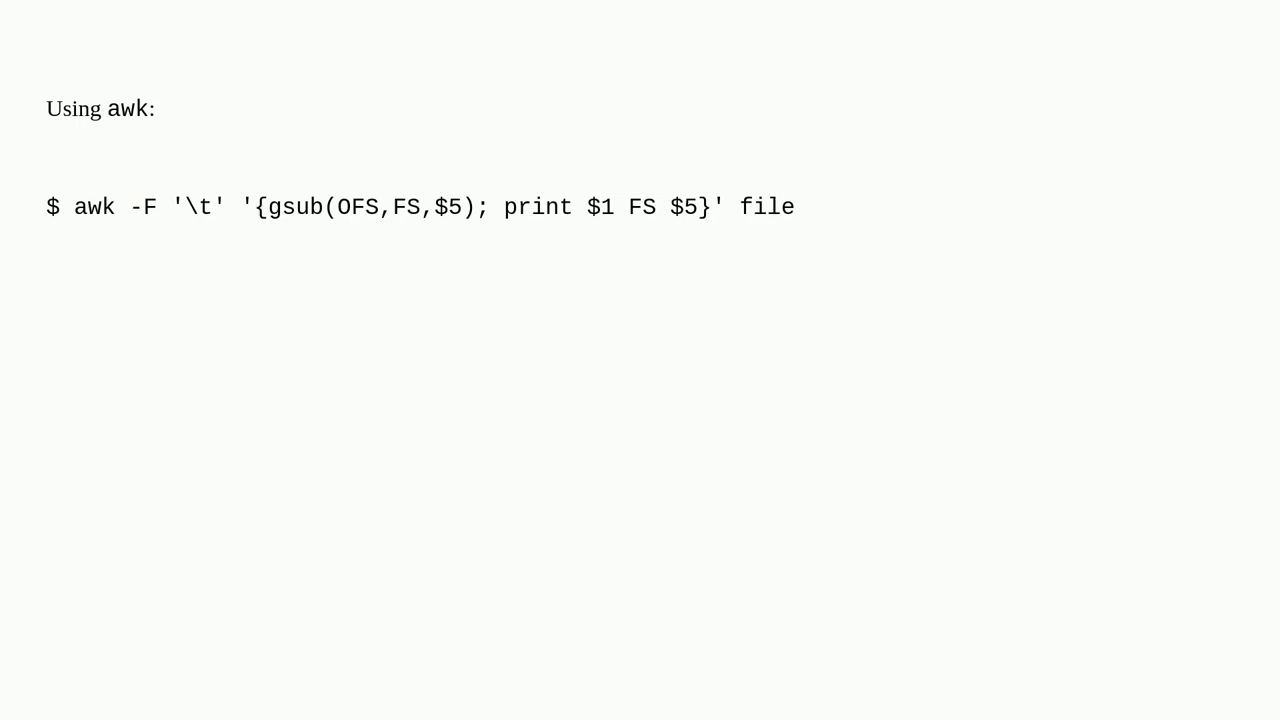 Using awk:
$ awk -F '\t' '{gsub(OFS,FS,$5); print $1 FS $5}' file